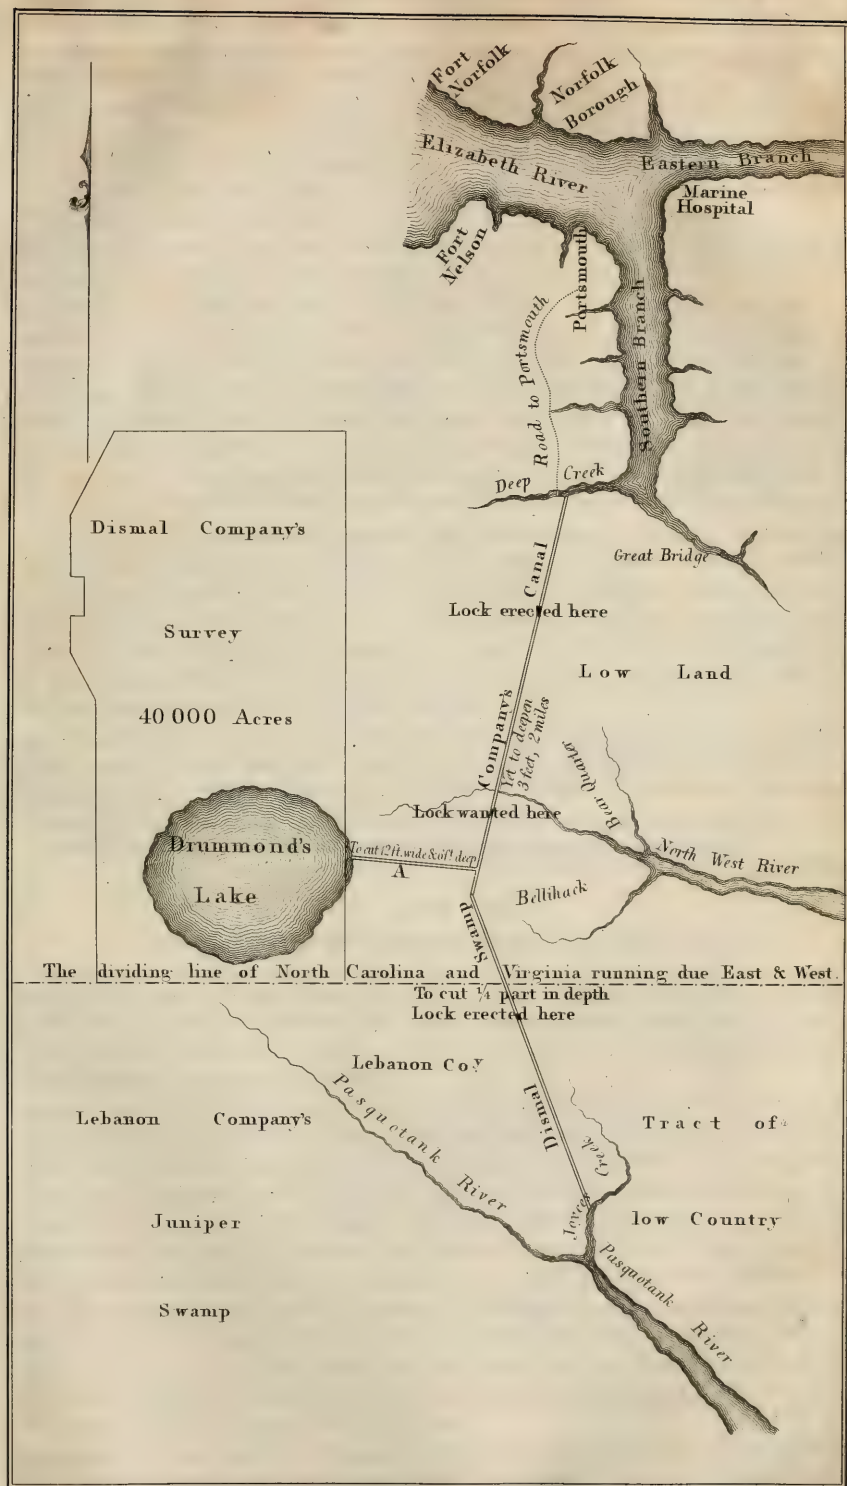 Fort
Norfolk
Norfolk
Borough
Elizabeth River
Eastern Branch
Marine
Hospital
Fort
Nelson
Portsmouth
Southern Branch
Road to Portsmouth
Deep Creek
Great Bridge
Dismal Company's
Survey
40 000 Acres
Canal
Lock erected here
Low Land
Company's
Yet to deepen
3 feet, 2 miles
Lock wanted here
Bear Quarter
North West River
Drummond's
Lake
To cut 12 ft. wide & 6 ft. deep
A
Bellihack
Swamp
The dividing line of North Carolina and Virginia running due East & West.
To cut ¼ part in depth
Lock erected here
Lebanon Coy
Pasquotank River
Lebanon Company's
Juniper
Swamp
Dismal
Joyces Creek
Tract of
low Country
Pasquotank River